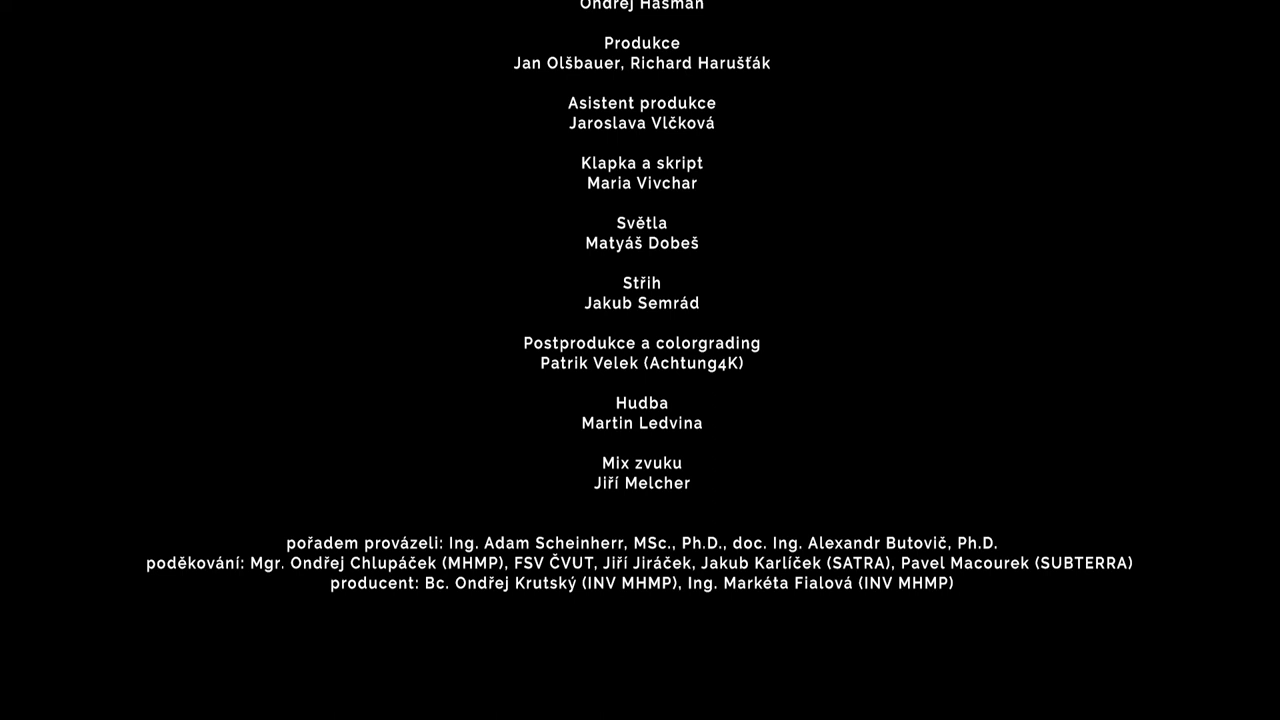 Ondřej Hasman
Produkce
Jan Olšbauer, Richard Harušťák
Asistent produkce
Jaroslava Vlčková
Klapka a skript
Maria Vivchar
Světla
Matyáš Dobeš
Střih
Jakub Semrád
Postprodukce a colorgrading
Patrik Velek (Achtung4K)
Hudba
Martin Ledvina
Mix zvuku
Jiří Melcher
pořadem provázeli: Ing. Adam Scheinherr, MSc., Ph.D., doc. Ing. Alexandr Butovič, Ph.D.
poděkování: Mgr. Ondřej Chlupáček (MHMP), FSV ČVUT, Jiří Jiráček, Jakub Karlíček (SATRA), Pavel Macourek (SUBTERRA)
producent: Bc. Ondřej Krutský (INV MHMP), Ing. Markéta Fialová (INV MHMP)